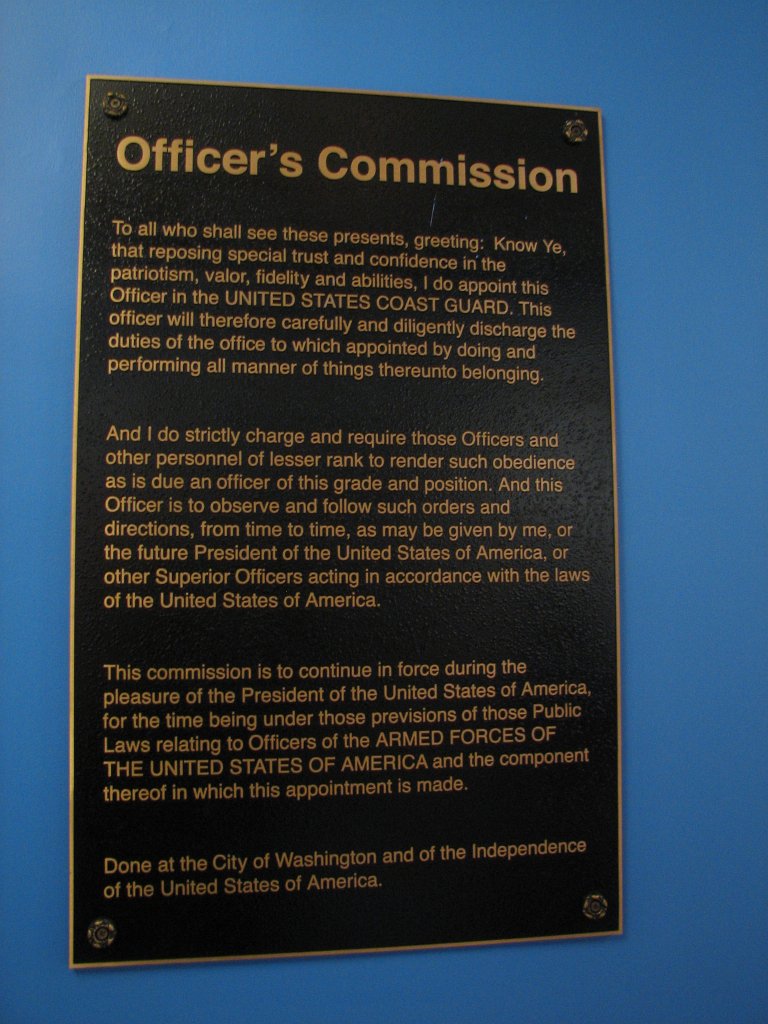 Officer's Commission
To all who shall see these presents, greeting: Know Ye,
that reposing special trust and confidence in the
patriotism, valor, fidelity and abilities, I do appoint this
Officer in the UNITED STATES COAST GUARD. This
officer will therefore carefully and diligently discharge the
duties of the office to which appointed by doing and
performing all manner of things thereunto belonging.
And I do strictly charge and require those Officers and
other personnel of lesser rank to render such obedience
as is due an officer of this grade and position. And this
Officer is to observe and follow such orders and
directions, from time to time, as may be given by me, or
the future President of the United States of America, or
other Superior Officers acting in accordance with the laws
of the United States of America.
This commission is to continue in force during the
pleasure of the President of the United States of America,
for the time being under those previsions of those Public
Laws relating to Officers of the ARMED FORCES OF
THE UNITED STATES OF AMERICA and the component
thereof in which this appointment is made.
Done at the City of Washington and of the Independence
of the United States of America.